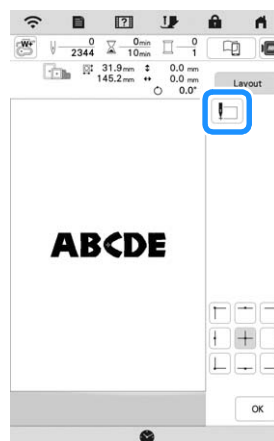 ?
W+
0 0min 0
2344 10min 1
31.9mm 0.0 mm
145.2mm 0.0 mm
0.0°
Layout
ABCDE
OK